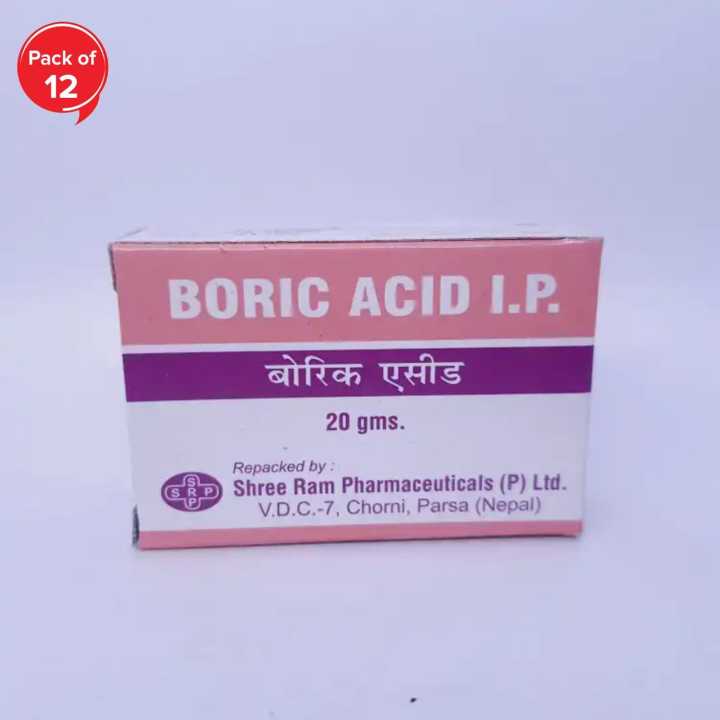 Pack of
12
BORIC ACID I.P.
बोरिक एसीड
20 gms.
Repacked by :
S
S R P
P
Shree Ram Pharmaceuticals (P) Ltd.
V.D.C.-7, Chorni, Parsa (Nepal)